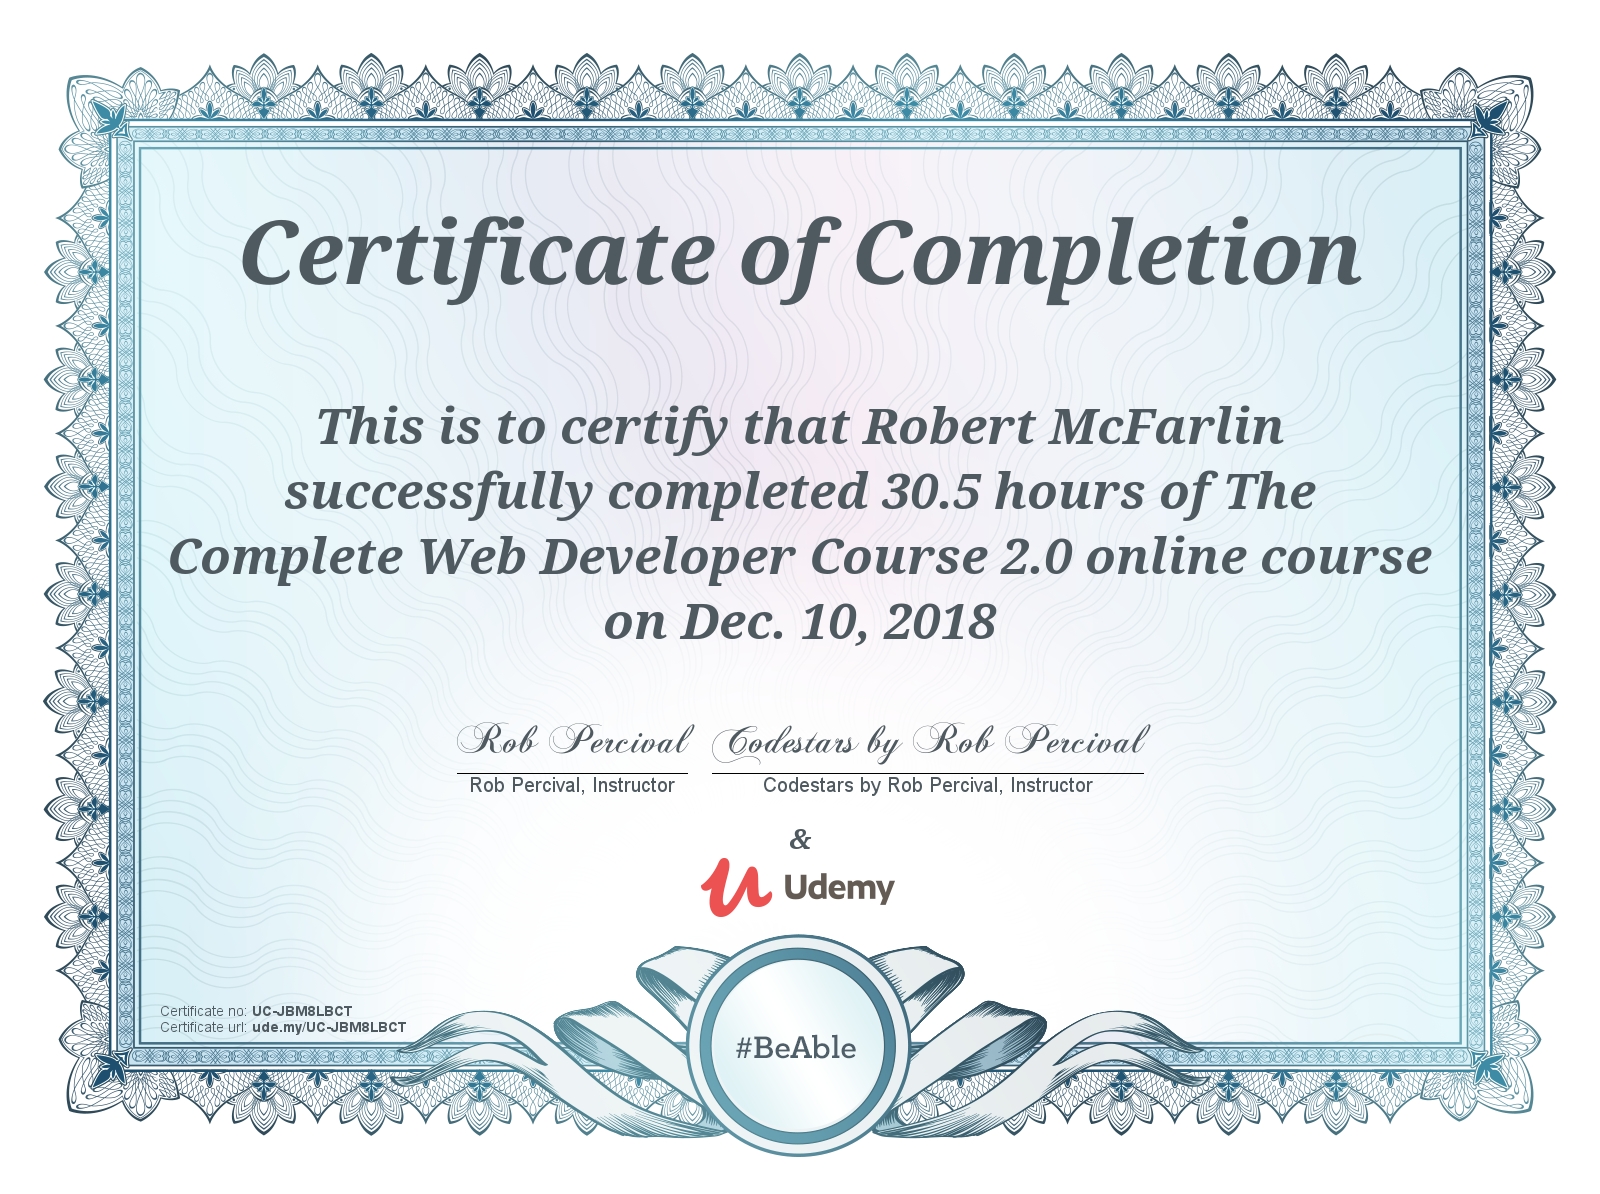 Certificate of Completion
This is to certify that Robert McFarlin
successfully completed 30.5 hours of The
Complete Web Developer Course 2.0 online course
on Dec. 10, 2018
Rob Percival Codestars by Rob Percival
Rob Percival, Instructor Codestars by Rob Percival, Instructor
&
Udemy
Certificate no: UC-JBM8LBCT
Certificate url: ude.my/UC-JBM8LBCT
#BeAble